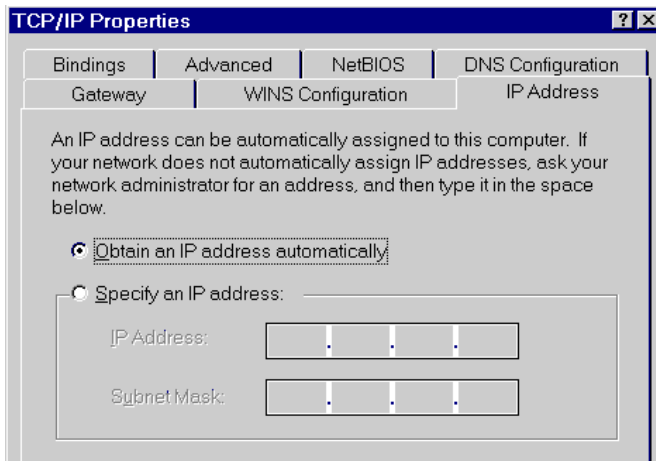 TCP/IP Properties
Bindings Advanced NetBIOS DNS Configuration
Gateway WINS Configuration IP Address
An IP address can be automatically assigned to this computer. If
your network does not automatically assign IP addresses, ask your
network administrator for an address, and then type it in the space
below.
Obtain an IP address automatically
Specify an IP address:
IP Address:
Subnet Mask: